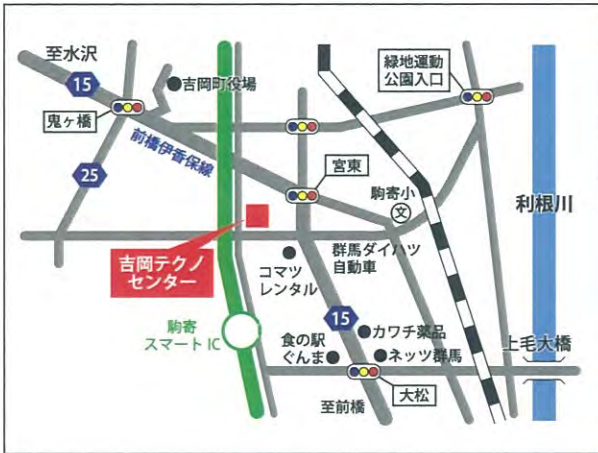 至水沢
15
吉岡町役場
緑地運動
公園入口
鬼ヶ橋
前橋伊香保線
25
宮東
駒寄小
文
利根川
吉岡テクノ
センター
コマツ
レンタル
群馬ダイハツ
自動車
駒寄
スマートIC
15
カワチ薬品
食の駅
ぐんま
ネッツ群馬
上毛大橋
大松
至前橋